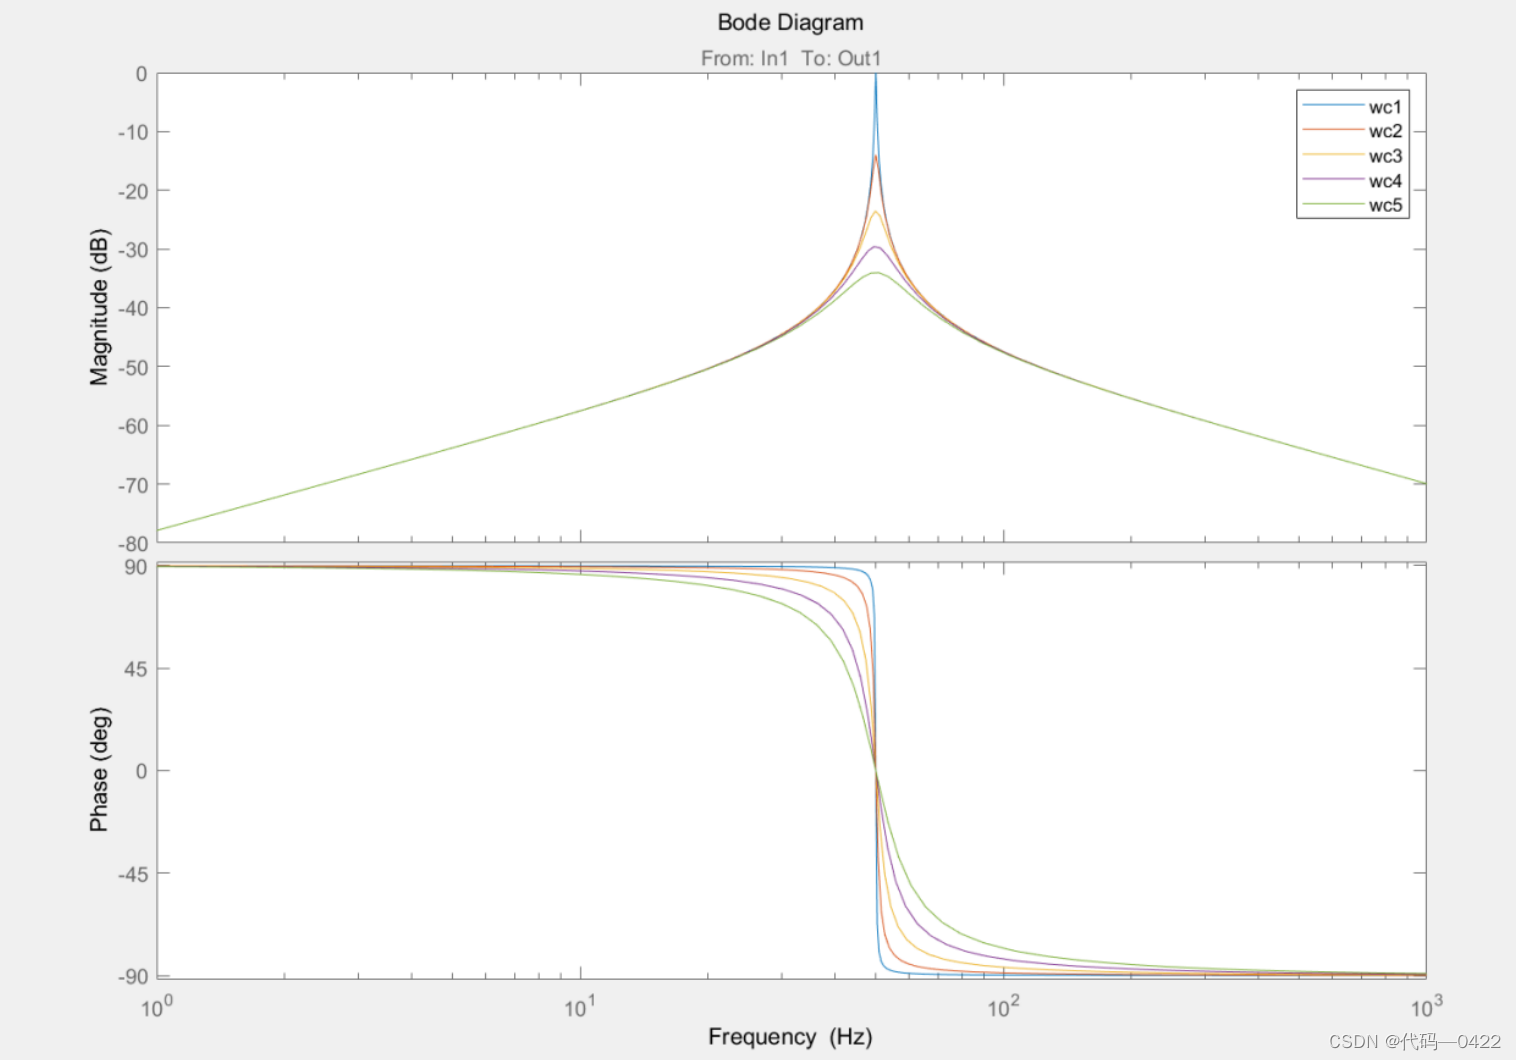 Bode Diagram
From: In1  To: Out1
Magnitude (dB)
0
-10
-20
-30
-40
-50
-60
-70
-80
wc1
wc2
wc3
wc4
wc5
Phase (deg)
90
45
0
-45
-90
10^0
10^1
10^2
10^3
Frequency  (Hz)
CSDN @代码—0422